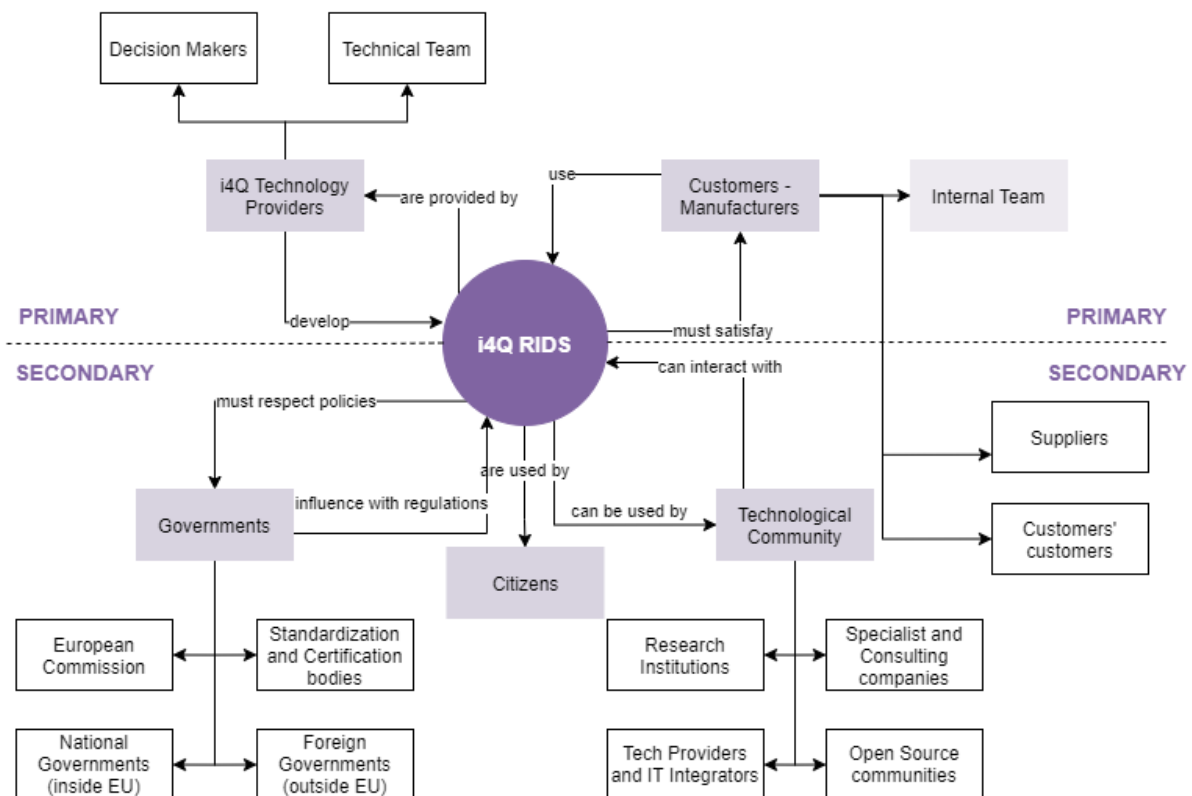 Decision Makers
Technical Team
i4Q Technology
Providers
are provided by
use
Customers -
Manufacturers
Internal Team
develop
PRIMARY
PRIMARY
i4Q RIDS
must satisfay
SECONDARY
can interact with
SECONDARY
must respect policies
Suppliers
are used by
influence with regulations
can be used by
Governments
Technological
Community
Customers'
customers
Citizens
European
Commission
Standardization
and Certification
bodies
Research
Institutions
Specialist and
Consulting
companies
National
Governments
(inside EU)
Foreign
Governments
(outside EU)
Tech Providers
and IT Integrators
Open Source
communities